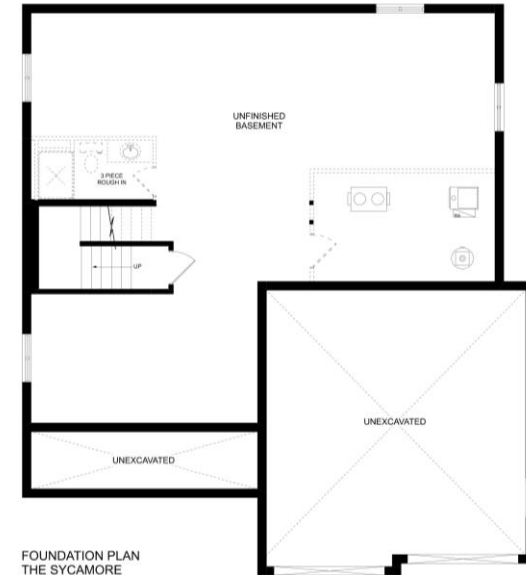 UNFINISHED
BASEMENT
3 PIECE
ROUGH IN
UP
UNEXCAVATED
UNEXCAVATED
FOUNDATION PLAN
THE SYCAMORE